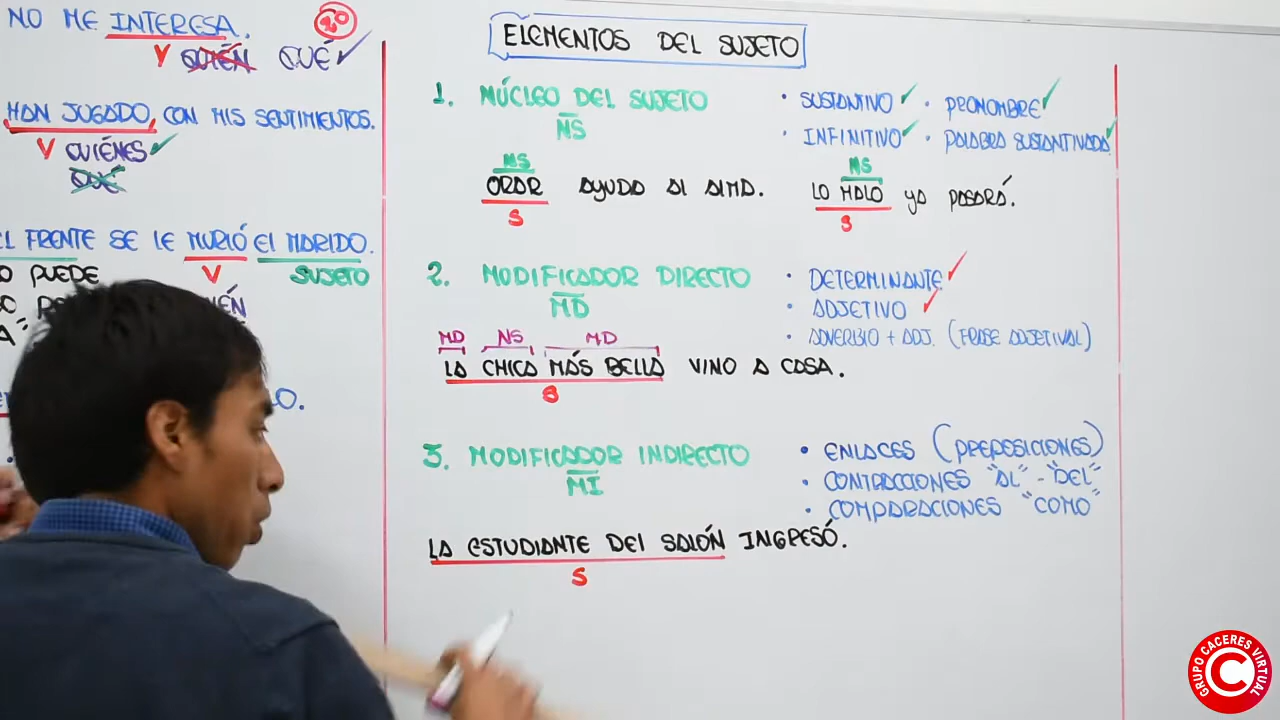 NO ME INTERESA.
20
V QUIÉN QUÉ
HAN JUGADO, CON MIS SENTIMIENTOS.
V QUIÉNES
QUÉ
EL FRENTE SE LE MURIÓ EL MARIDO.
PUEDE V SUJETO
ELEMENTOS DEL SUJETO
1. NÚCLEO DEL SUJETO
NS
• SUSTANTIVO • PRONOMBRE
• INFINITIVO • PALABRA SUSTANTIVADA
NS
ORAR AYUDA AL ALMA.
S
NS
LO MALO YA PASARÁ.
S
2. MODIFICADOR DIRECTO
MD
• DETERMINANTE
• ADJETIVO
• ADVERBIO + ADJ. (FRASE ADJETIVAL)
MD NS MD
LA CHICA MÁS BELLA VINO A CASA.
S
3. MODIFICADOR INDIRECTO
MI
• ENLACES (PREPOSICIONES)
• CONTRACCIONES "AL" - "DEL"
• COMPARACIONES "COMO"
LA ESTUDIANTE DEL SALÓN INGRESÓ.
S
GRUPO CACERES VIRTUAL
C